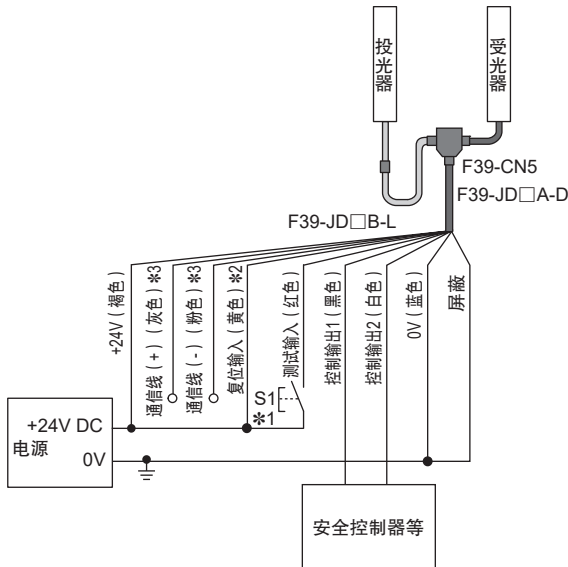 投光器
受光器
F39-CN5
F39-JD□A-D
F39-JD□B-L
+24V（褐色）
通信线（+）（灰色）✱3
通信线（-）（粉色）✱3
复位输入（黄色）✱2
测试输入（红色）
控制输出1（黑色）
控制输出2（白色）
0V（蓝色）
屏蔽
S1
✱1
+24V DC
电源
0V
安全控制器等